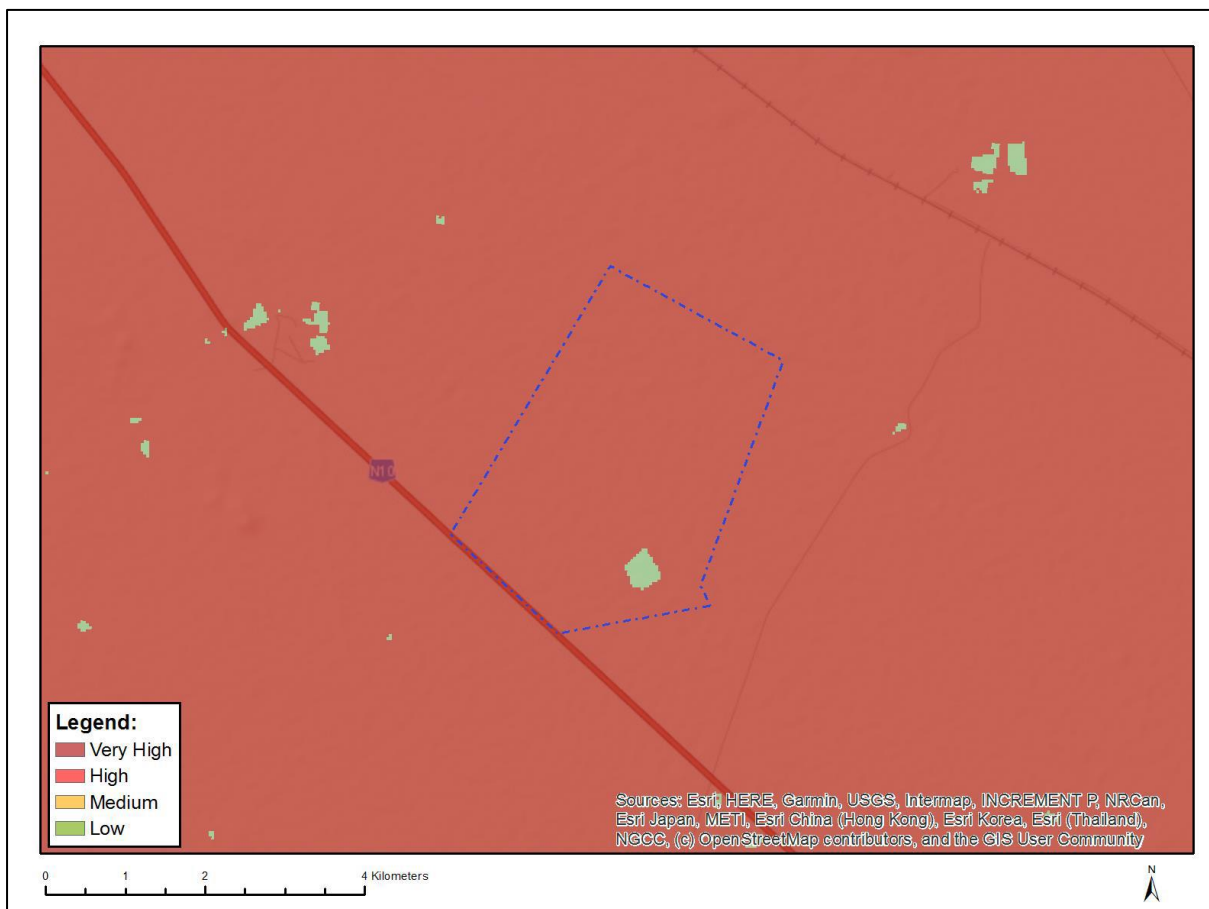 N10
Legend:
Very High
High
Medium
Low
Sources: Esri, HERE, Garmin, USGS, Intermap, INCREMENT P, NRCan,
Esri Japan, METI, Esri China (Hong Kong), Esri Korea, Esri (Thailand),
NGCC, (c) OpenStreetMap contributors, and the GIS User Community
0 1 2 4 Kilometers
N